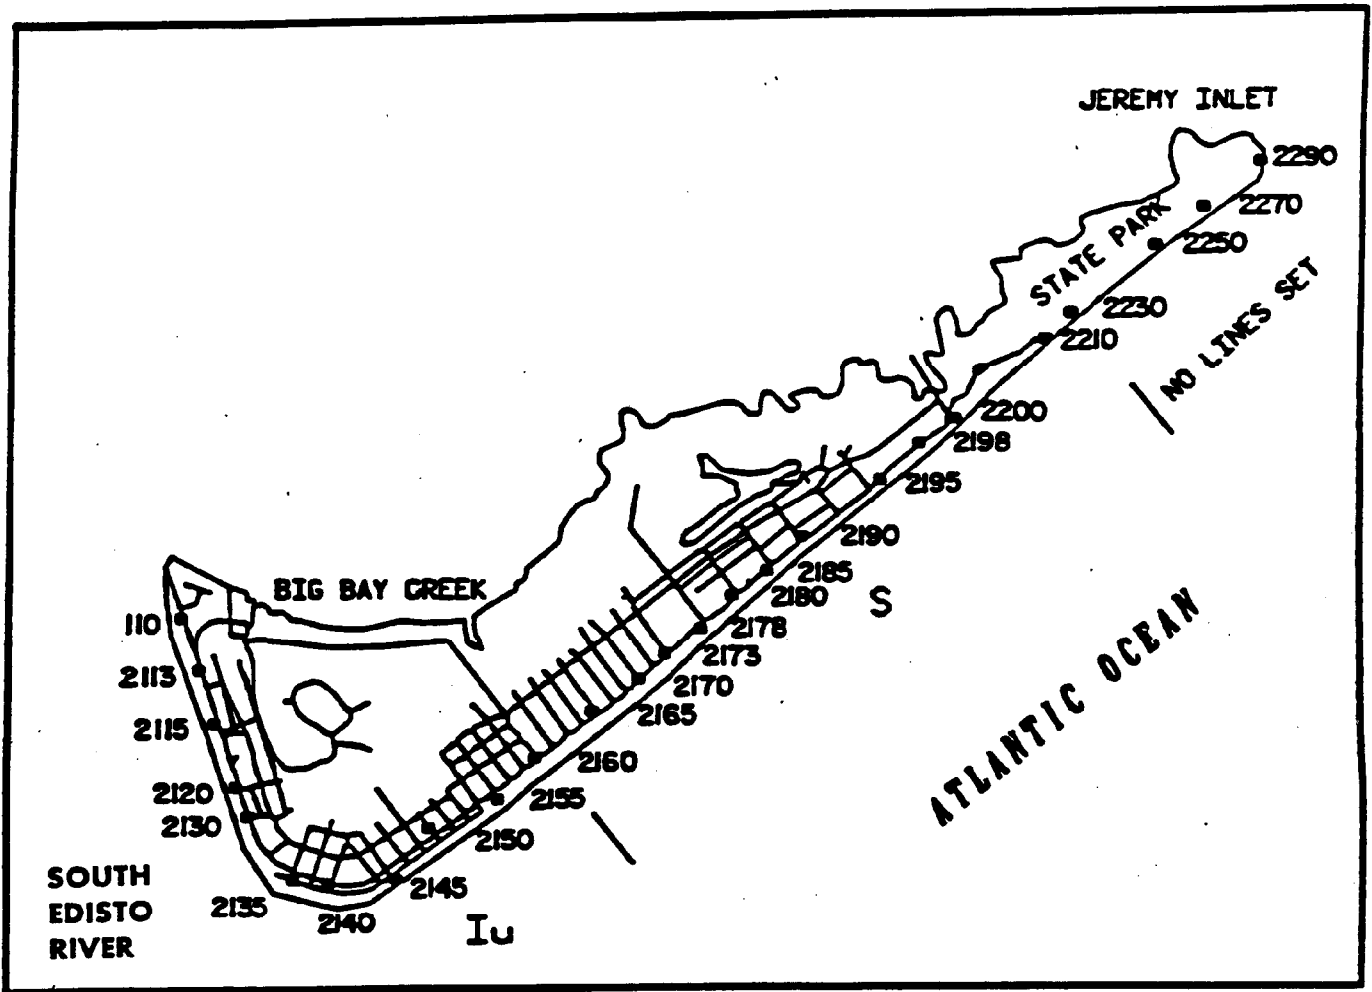 JEREMY INLET
2290
2270
STATE PARK
2250
NO LINES SET
2230
2210
2200
2198
2195
2190
BIG BAY CREEK
2185
2180
S
110
2178
2173
2113
2170
ATLANTIC OCEAN
2165
2115
2160
2120
2155
2130
2150
SOUTH
EDISTO
RIVER
2145
2135
2140
Iu